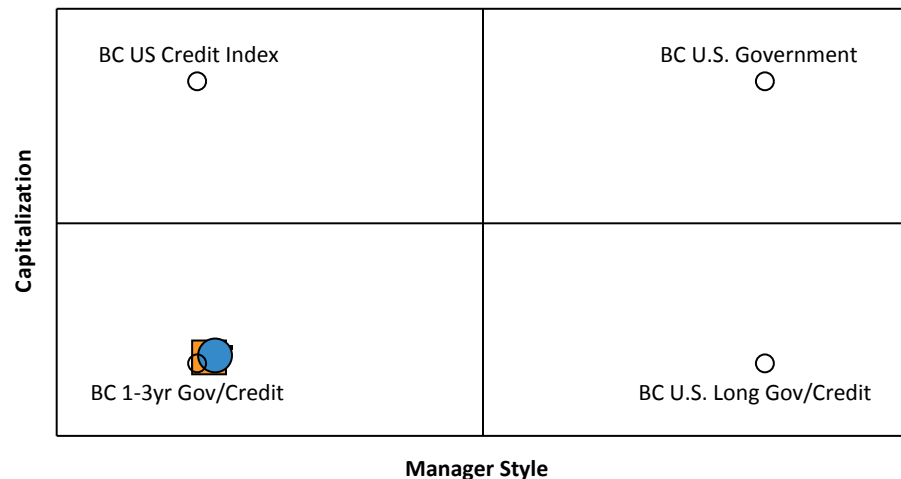 BC US Credit Index
BC U.S. Government
Capitalization
BC 1-3yr Gov/Credit
BC U.S. Long Gov/Credit
Manager Style